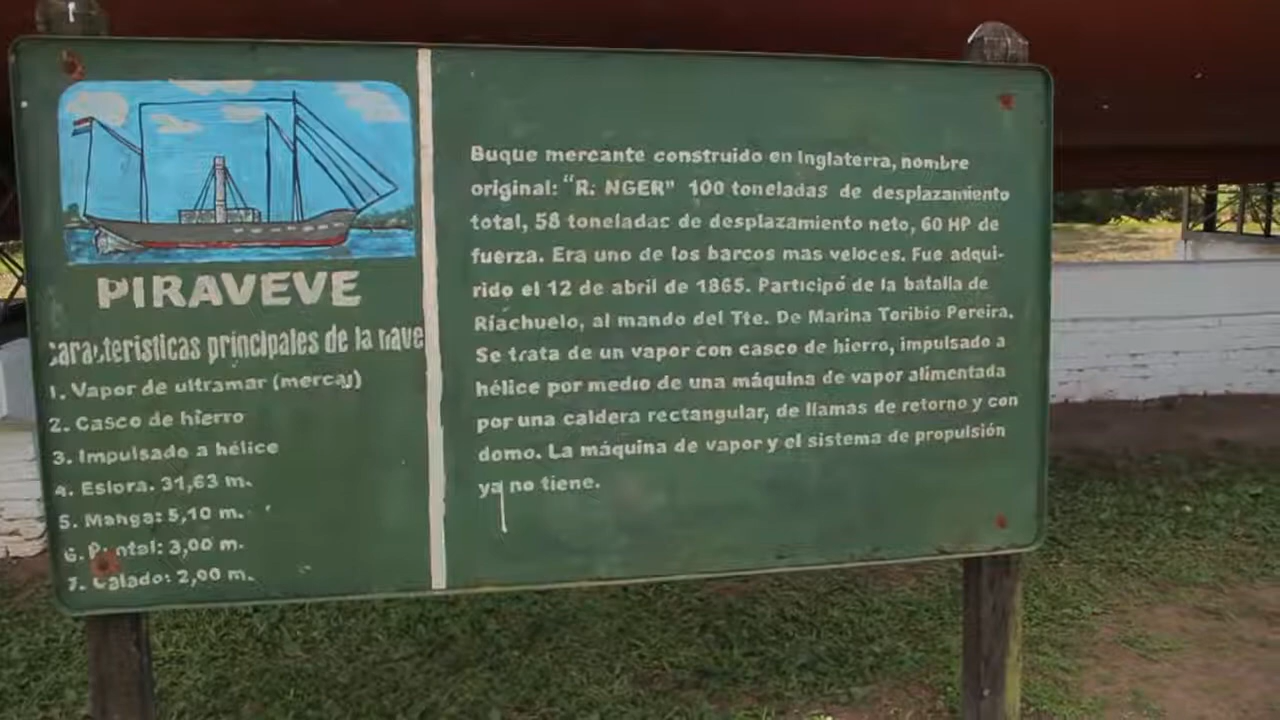 PIRAVEVE
características principales de la nave
1. Vapor de ultramar
2. Casco de hierro
3. Impulsado a hélice
4. Eslora. 31,63 m.
5. Manga: 5,10 m.
6. Puntal: 3,00 m.
7. Calado: 2,00 m.
Buque mercante construido en Inglaterra, nombre
original: "R. NGER" 100 toneladas de desplazamiento
total, 58 toneladas de desplazamiento neto, 60 HP de
fuerza. Era uno de los barcos mas veloces. Fue adqui-
rido el 12 de abril de 1865. Participó de la batalla de
Riachuelo, al mando del Tte. De Marina Toribio Pereira.
Se trata de un vapor con casco de hierro, impulsado a
hélice por medio de una máquina de vapor alimentada
por una caldera rectangular, de llamas de retorno y con
domo. La máquina de vapor y el sistema de propulsión
ya no tiene.